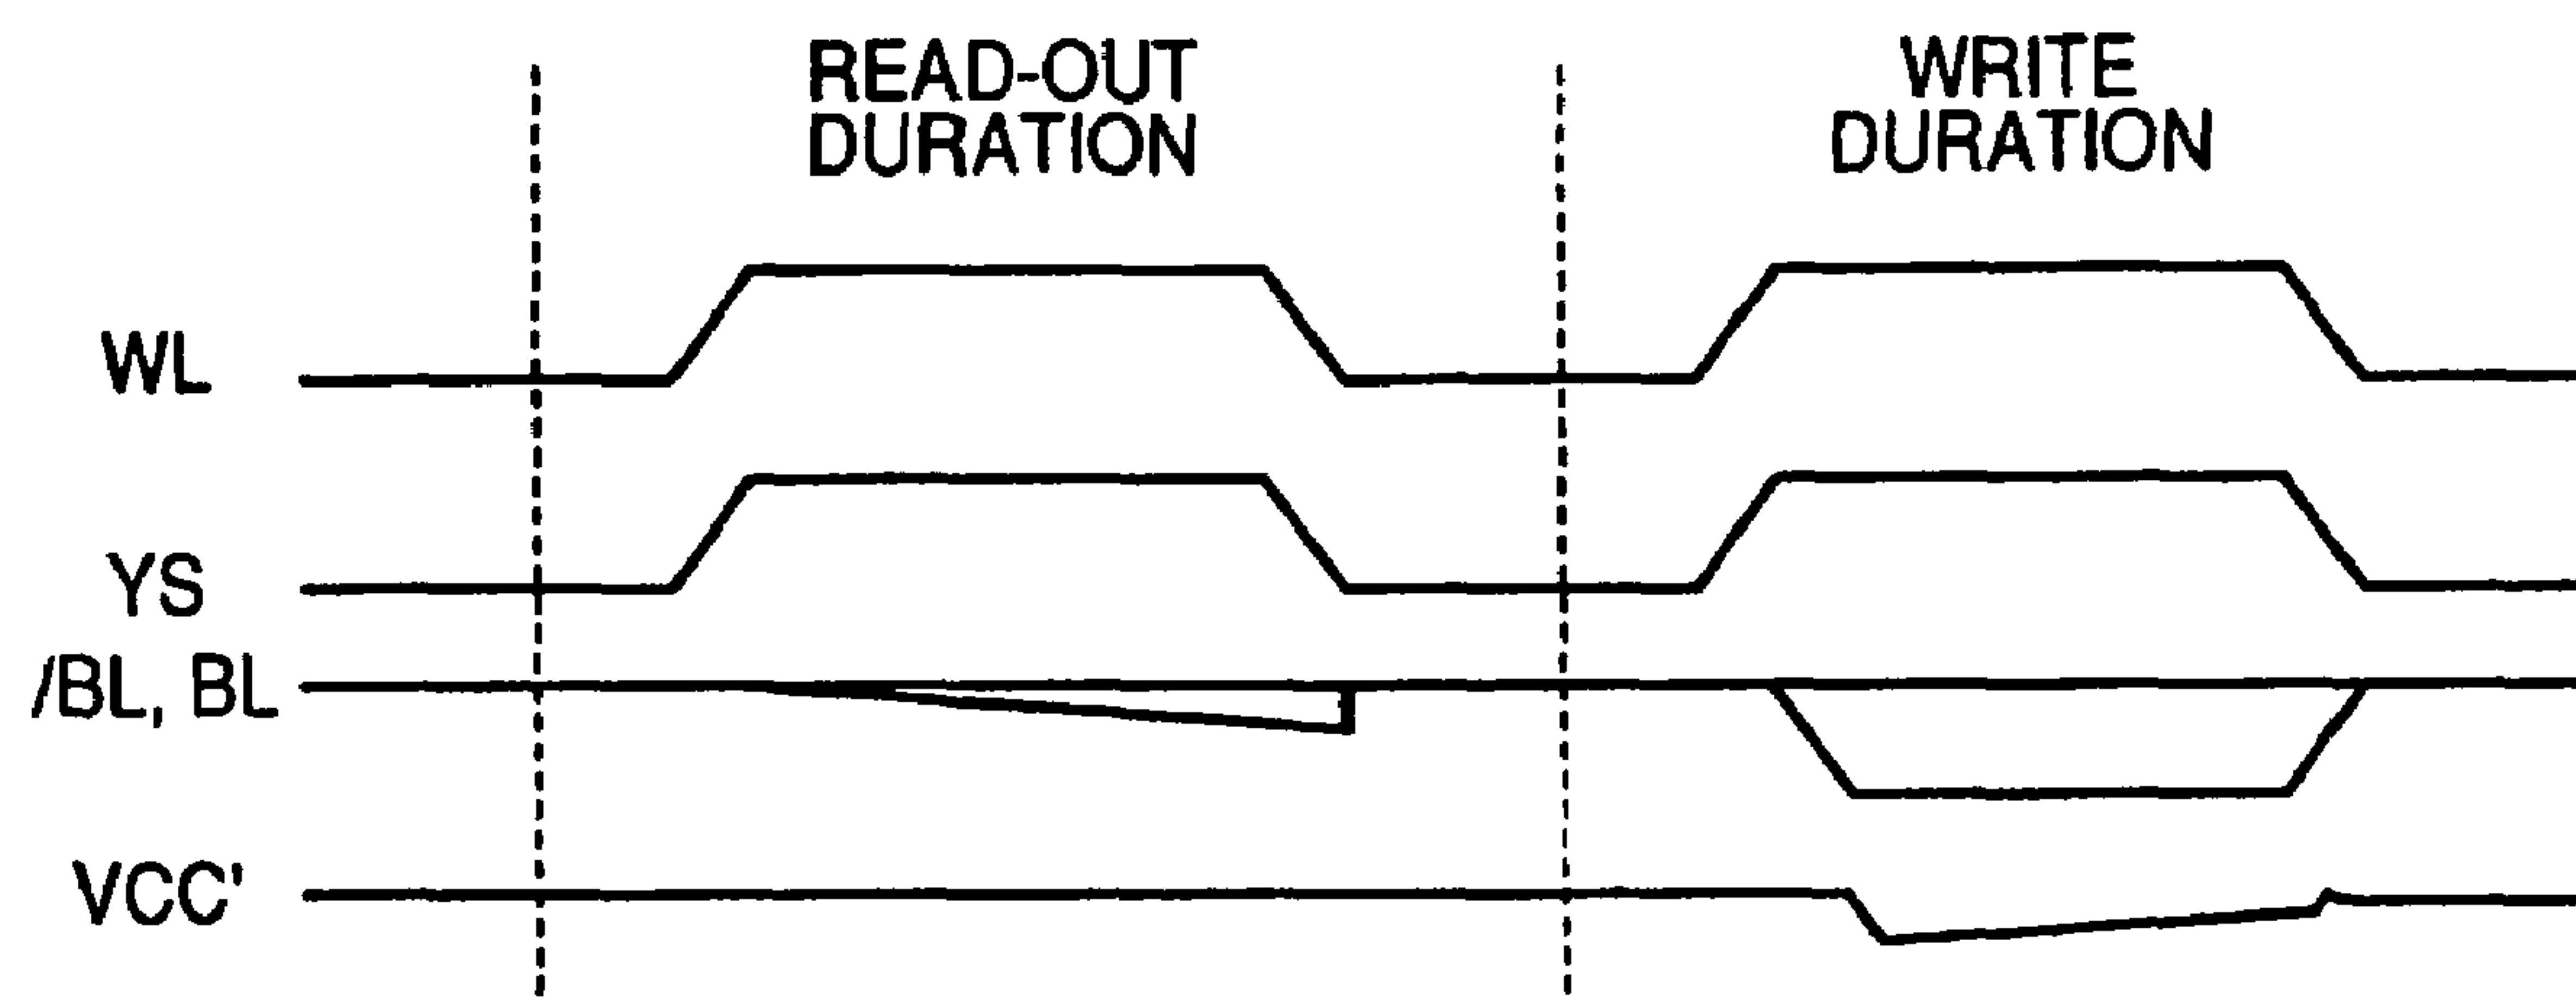 READ-OUT
DURATION
WRITE
DURATION
WL
YS
/BL, BL
VCC'